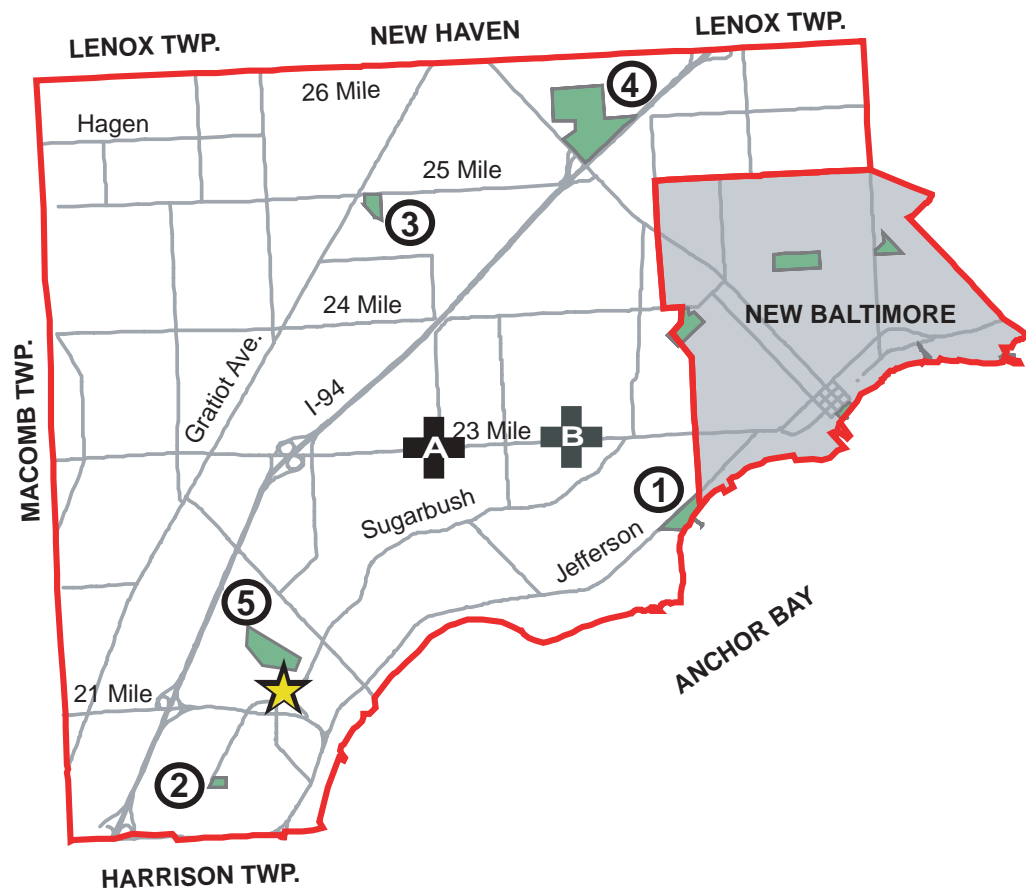 LENOX TWP.
NEW HAVEN
LENOX TWP.
26 Mile
4
Hagen
25 Mile
3
24 Mile
NEW BALTIMORE
MACOMB TWP.
Gratiot Ave.
I-94
A
23 Mile
B
1
Sugarbush
Jefferson
5
ANCHOR BAY
21 Mile
2
HARRISON TWP.